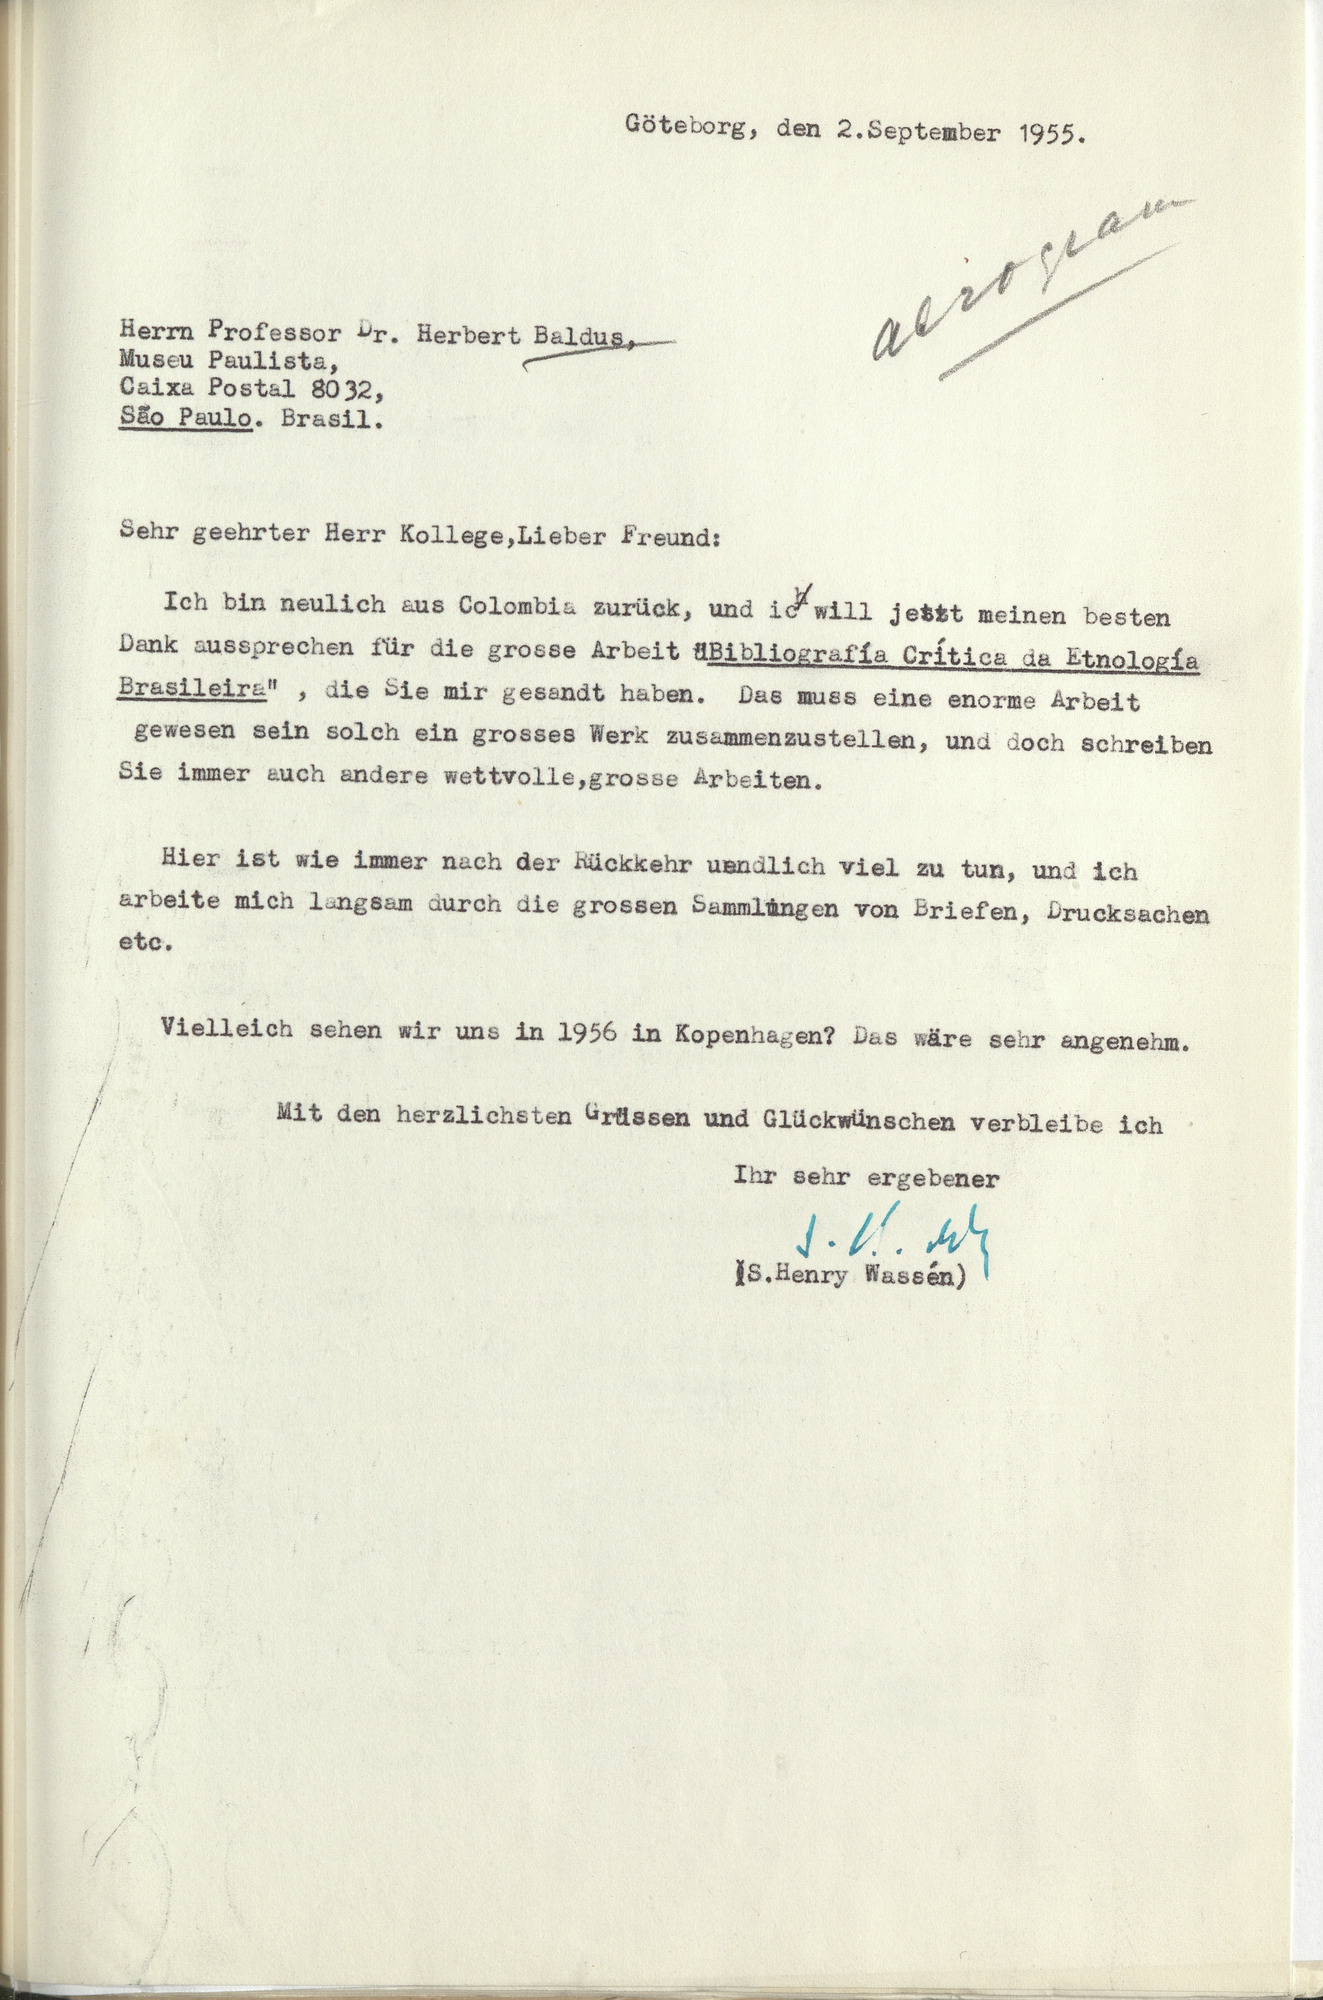 Göteborg, den 2.September 1955.
aerogram
Herrn Professor Dr. Herbert Baldus,
Museu Paulista,
Caixa Postal 8032,
São Paulo. Brasil.
Sehr geehrter Herr Kollege,Lieber Freund:
Ich bin neulich aus Colombia zurück, und ich will jetzt meinen besten
Dank aussprechen für die grosse Arbeit "Bibliografía Crítica da Etnología
Brasileira" , die Sie mir gesandt haben. Das muss eine enorme Arbeit
gewesen sein solch ein grosses Werk zusammenzustellen, und doch schreiben
Sie immer auch andere wettvolle,grosse Arbeiten.
Hier ist wie immer nach der Rückkehr unendlich viel zu tun, und ich
arbeite mich langsam durch die grossen Sammlungen von Briefen, Drucksachen
etc.
Vielleich sehen wir uns in 1956 in Kopenhagen? Das wäre sehr angenehm.
Mit den herzlichsten Grüssen und Glückwünschen verbleibe ich
Ihr sehr ergebener
S. H.
(S.Henry Wassén)